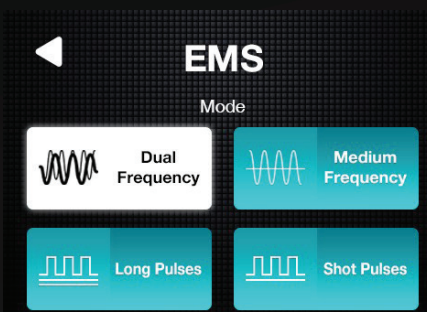 EMS
Mode
Dual
Frequency
Medium
Frequency
Long Pulses
Shot Pulses